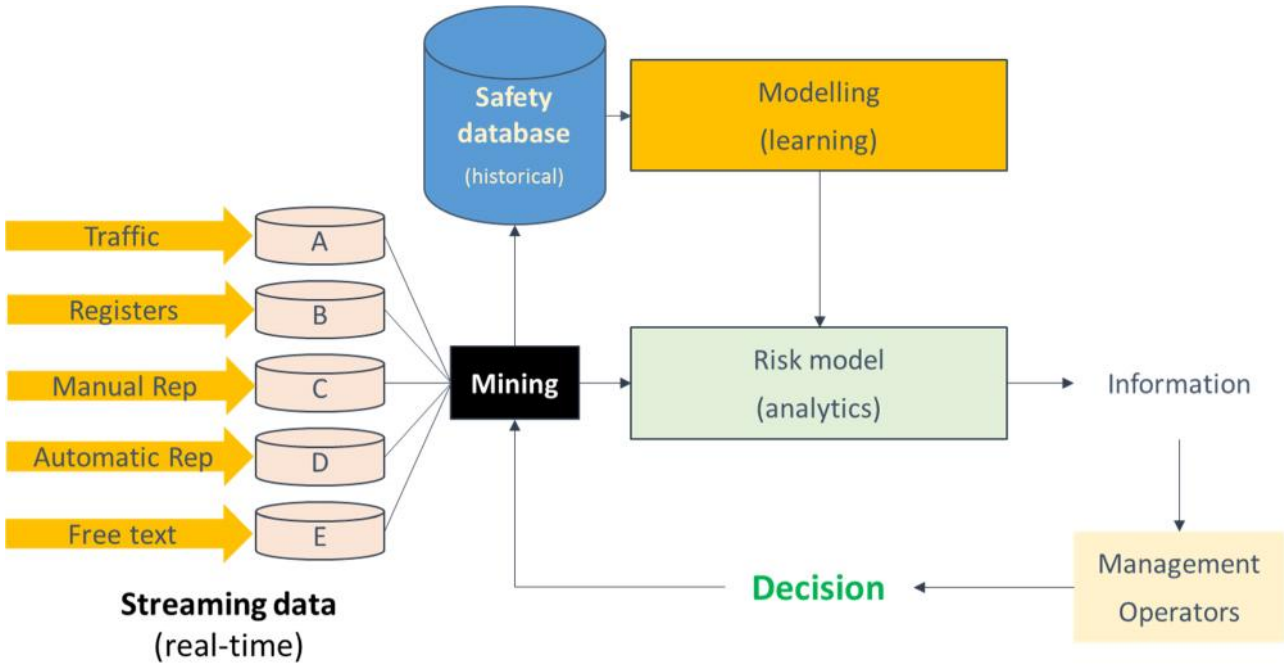 Safety
database
(historical)
Modelling
(learning)
Traffic
A
Registers
B
Manual Rep
C
Automatic Rep
D
Free text
E
Streaming data
(real-time)
Mining
Risk model
(analytics)
Information
Management
Operators
Decision